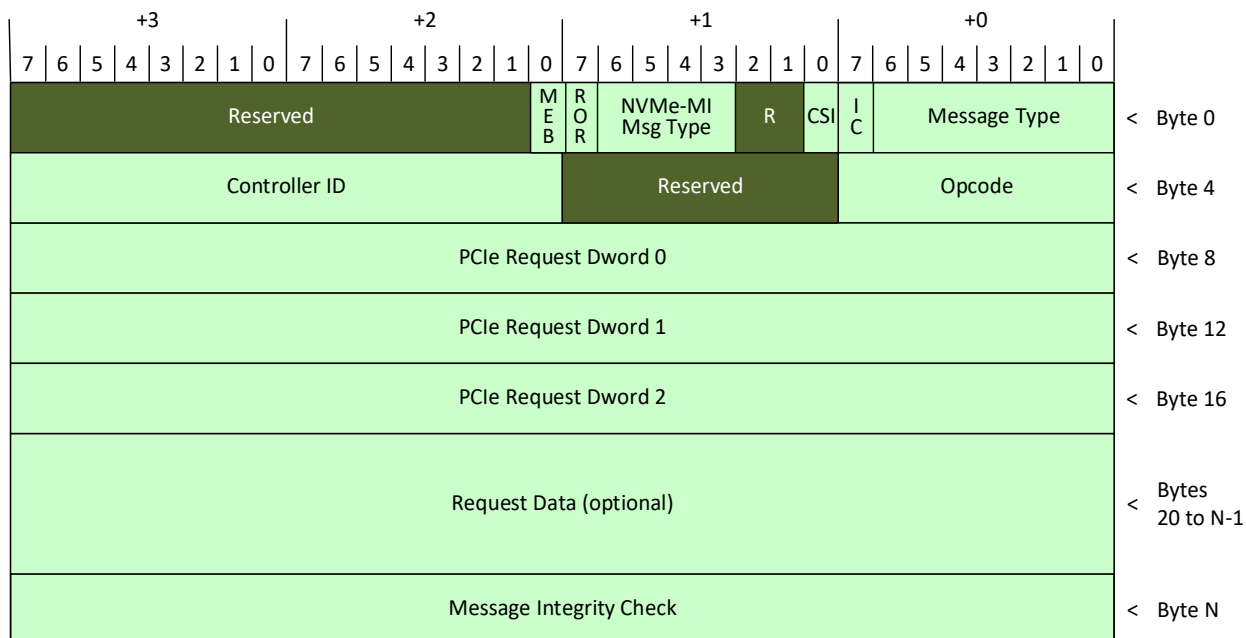 +3 +2 +1 +0
7 6 5 4 3 2 1 0 7 6 5 4 3 2 1 0 7 6 5 4 3 2 1 0 7 6 5 4 3 2 1 0
Reserved MEB ROR NVMe-MI Msg Type R CSI IC Message Type < Byte 0
Controller ID Reserved Opcode < Byte 4
PCIe Request Dword 0 < Byte 8
PCIe Request Dword 1 < Byte 12
PCIe Request Dword 2 < Byte 16
Request Data (optional) < Bytes 20 to N-1
Message Integrity Check < Byte N